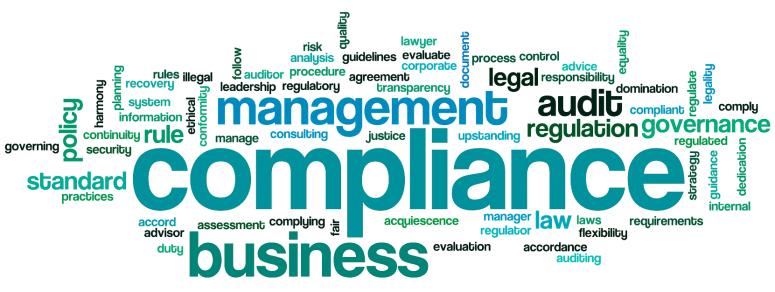 quality
lawyer
equality
risk
follow
analysis
guidelines
evaluate
document
process
control
rules
illegal
auditor
procedure
corporate
advice
legality
planning
recovery
leadership
regulatory
agreement
transparency
legal
responsibility
domination
regulate
harmony
system
ethical
conformity
management
audit
compliant
comply
policy
information
continuity
rule
manage
consulting
justice
upstanding
regulation
governance
governing
security
compliance
regulated
standard
practices
strategy
guidance
dedication
internal
accord
advisor
assessment
complying
fair
acquiescence
manager
regulator
law
laws
flexibility
requirements
duty
business
evaluation
accordance
auditing